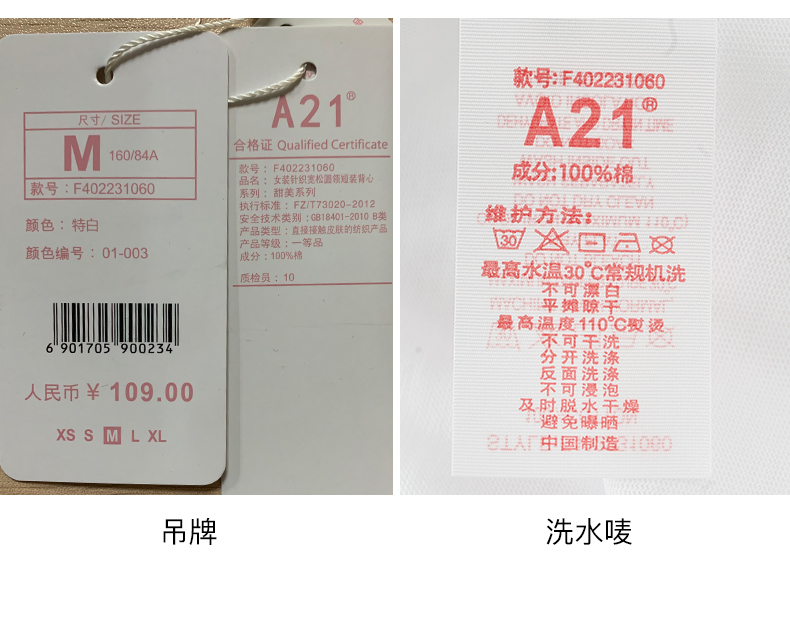 尺寸/ SIZE
M 160/84A
款号：F402231060
颜色：特白
颜色编号：01-003
6 901705 900234
人民币 ¥ 109.00
XS S M L XL
A21®
合格证 Qualified Certificate
款号：F402231060
品名：女装针织宽松圆领短装背心
系列：甜美系列
执行标准：FZ/T73020-2012
安全技术类别：GB18401-2010 B类
产品类型：直接接触皮肤的纺织产品
产品等级：一等品
成分：100%棉
质检员：10
款号:F402231060
A21®
成分:100%棉
维护方法:
30
最高水温30℃常规机洗
不可漂白
平摊晾干
最高温度110℃熨烫
不可干洗
分开洗涤
反面洗涤
不可浸泡
及时脱水干燥
避免曝晒
中国制造
吊牌
洗水唛